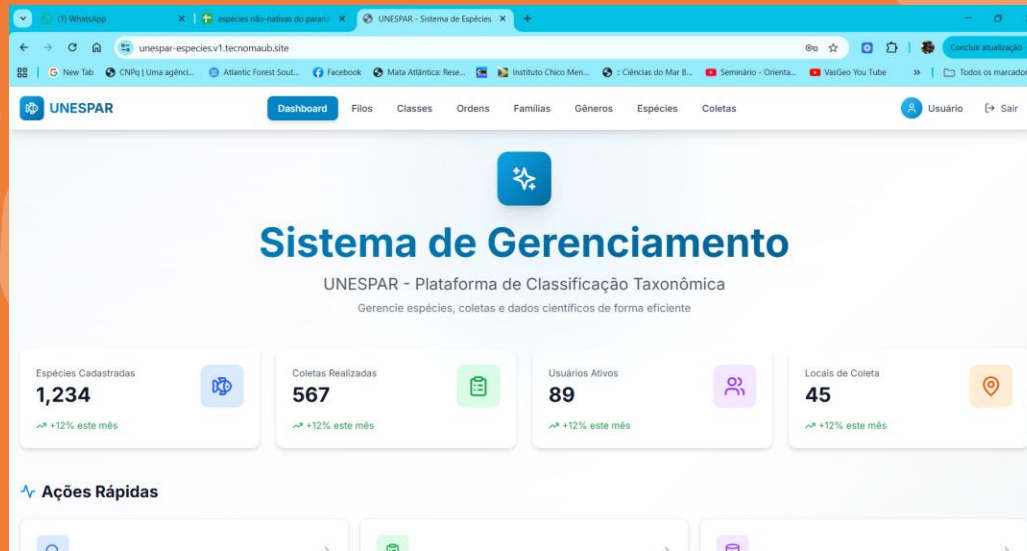 (1) WhatsApp
espécies não-nativas do paraná
UNESPAR - Sistema de Espécies
unespar-especies.v1.tecnomaub.site
Concluir atualização
New Tab
CNPq | Uma agênci...
Atlantic Forest Sout...
Facebook
Mata Atlântica: Rese...
Instituto Chico Men...
:: Ciências do Mar B...
Seminário - Orienta...
VasGeo You Tube
»
Todos os marcador
UNESPAR
Dashboard
Filos
Classes
Ordens
Famílias
Gêneros
Espécies
Coletas
Usuário
Sair
Sistema de Gerenciamento
UNESPAR - Plataforma de Classificação Taxonômica
Gerencie espécies, coletas e dados científicos de forma eficiente
Espécies Cadastradas
1,234
+12% este mês
Coletas Realizadas
567
+12% este mês
Usuários Ativos
89
+12% este mês
Locais de Coleta
45
+12% este mês
Ações Rápidas